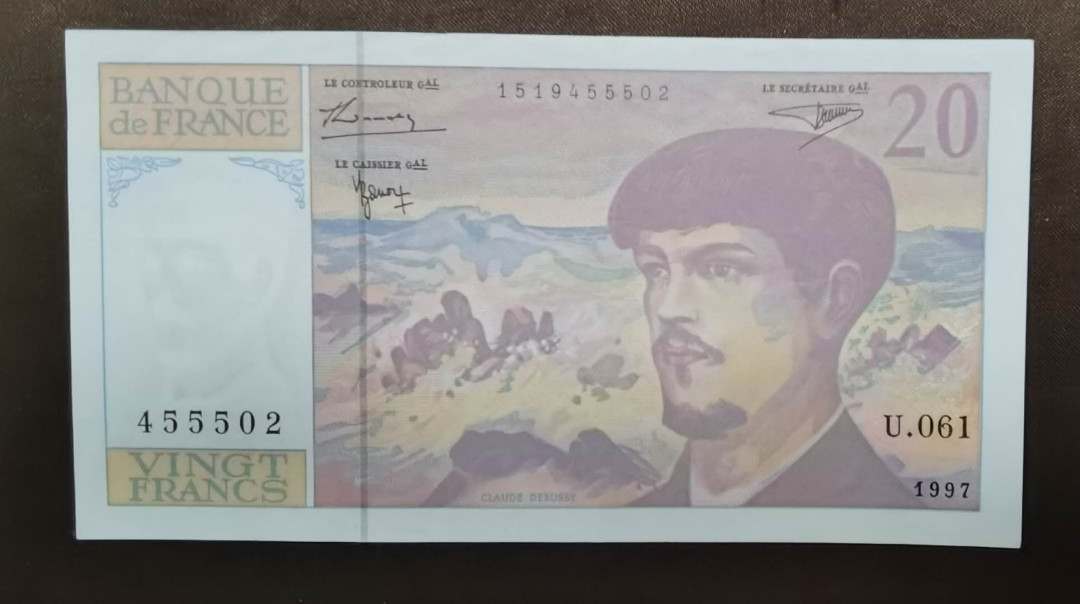 BANQUE
de FRANCE
LE CONTROLEUR GAL
1519455502
LE SECRÉTAIRE GAL
20
LE CAISSIER GAL
455502
VINGT
FRANCS
CLAUDE DEBUSSY
U.061
1997